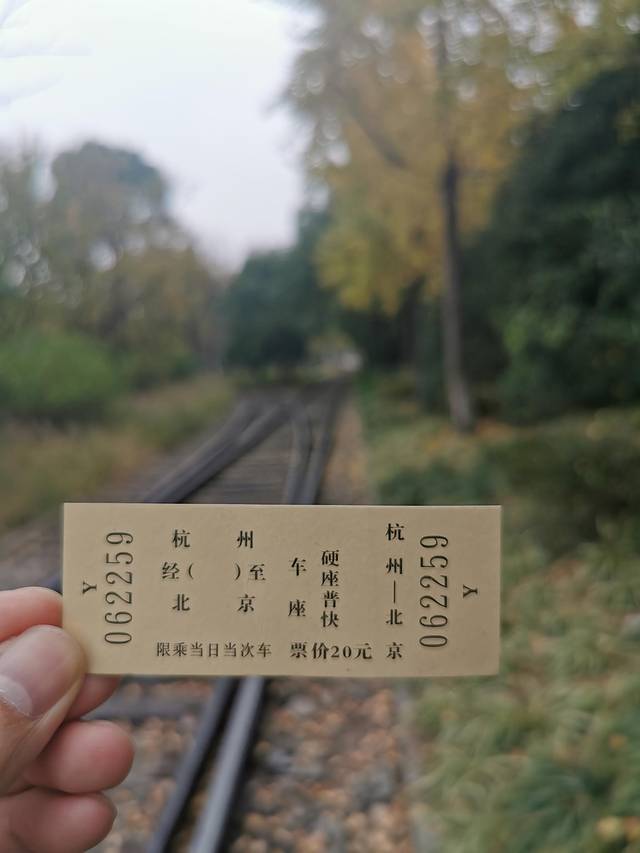 Y 062259
杭州
经( )至
北京
限乘当日当次车
车座
硬座普快
票价20元
杭州—北京
062259 Y